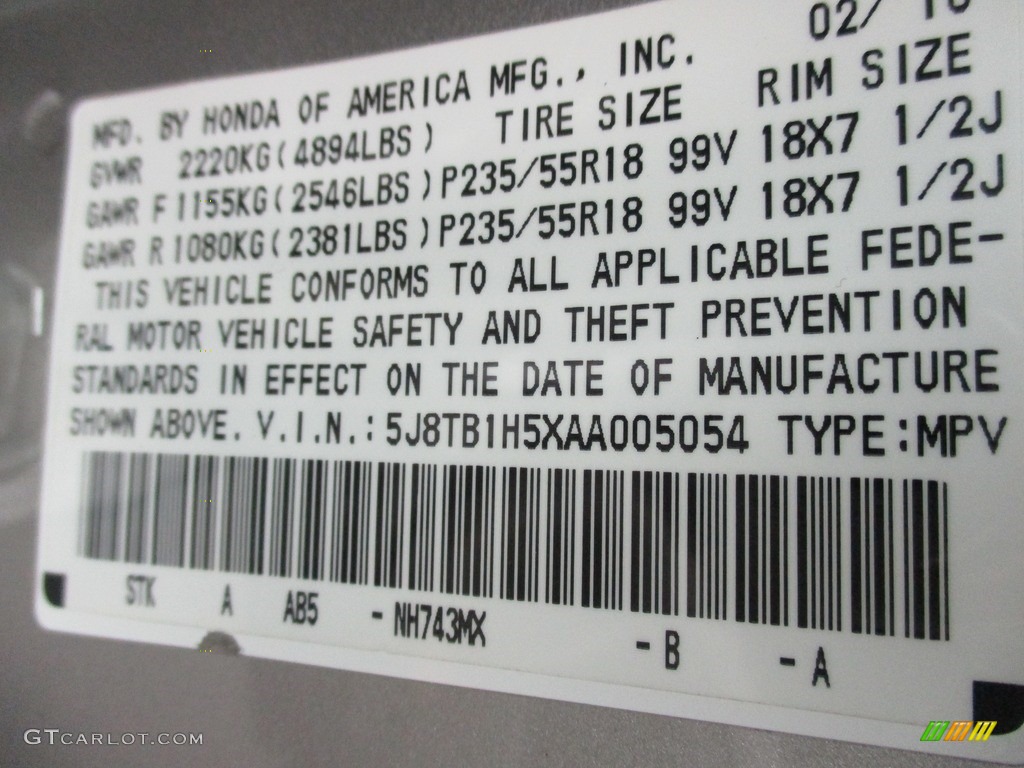 02/10
MFD. BY HONDA OF AMERICA MFG., INC.
GVWR 2220KG(4894LBS) TIRE SIZE RIM SIZE
GAWR F 1155KG(2546LBS) P235/55R18 99V 18X7 1/2J
GAWR R 1080KG(2381LBS) P235/55R18 99V 18X7 1/2J
THIS VEHICLE CONFORMS TO ALL APPLICABLE FEDE-
RAL MOTOR VEHICLE SAFETY AND THEFT PREVENTION
STANDARDS IN EFFECT ON THE DATE OF MANUFACTURE
SHOWN ABOVE. V.I.N.: 5J8TB1H5XAA005054 TYPE:MPV
STK A AB5 -NH743MX -B -A
GTCARLOT.COM